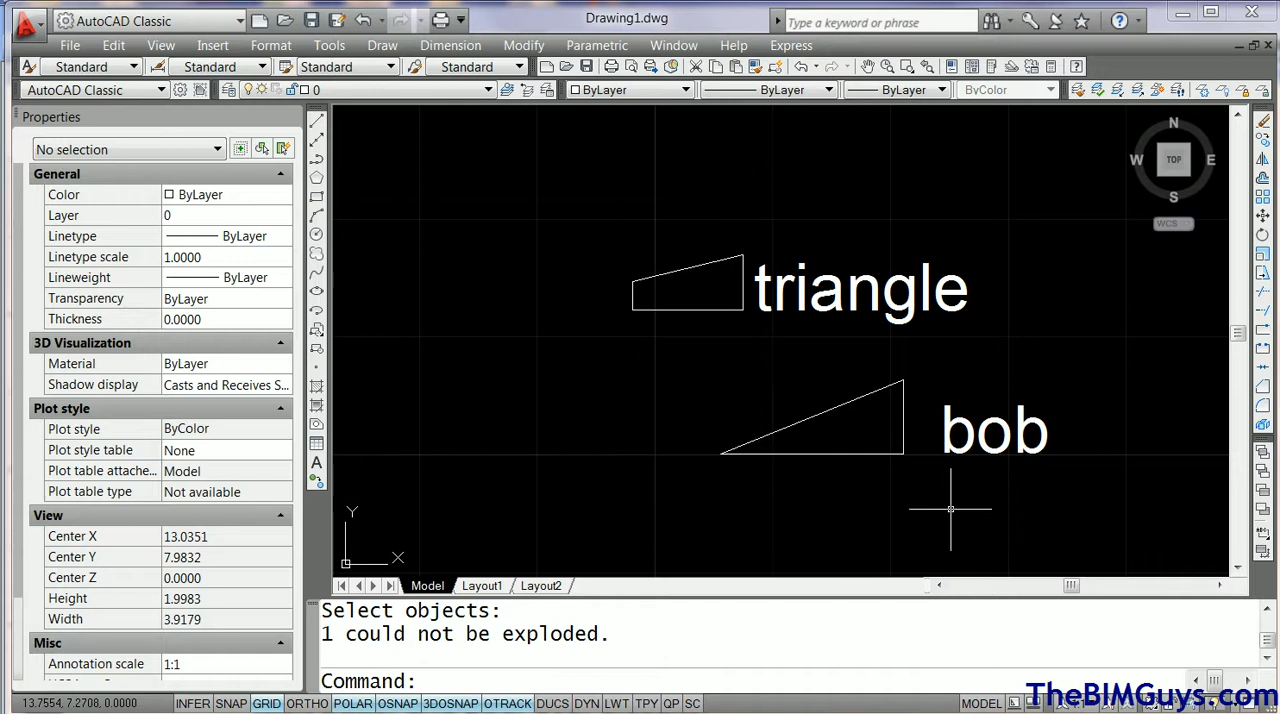 AutoCAD Classic
Drawing1.dwg
Type a keyword or phrase
File Edit View Insert Format Tools Draw Dimension Modify Parametric Window Help Express
Standard Standard Standard Standard
AutoCAD Classic 0 ByLayer ByLayer ByLayer ByColor
Properties
No selection
General
Color ByLayer
Layer 0
Linetype ByLayer
Linetype scale 1.0000
Lineweight ByLayer
Transparency ByLayer
Thickness 0.0000
3D Visualization
Material ByLayer
Shadow display Casts and Receives S...
Plot style
Plot style ByColor
Plot style table None
Plot table attache... Model
Plot table type Not available
View
Center X 13.0351
Center Y 7.9832
Center Z 0.0000
Height 1.9983
Width 3.9179
Misc
Annotation scale 1:1
N
W TOP E
S
WCS
triangle
bob
Y
X
Model Layout1 Layout2
Select objects:
1 could not be exploded.
Command:
13.7554, 7.2708, 0.0000 INFER SNAP GRID ORTHO POLAR OSNAP 3DOSNAP OTRACK DUCS DYN LWT TPY QP SC MODEL
TheBIMGuys.com